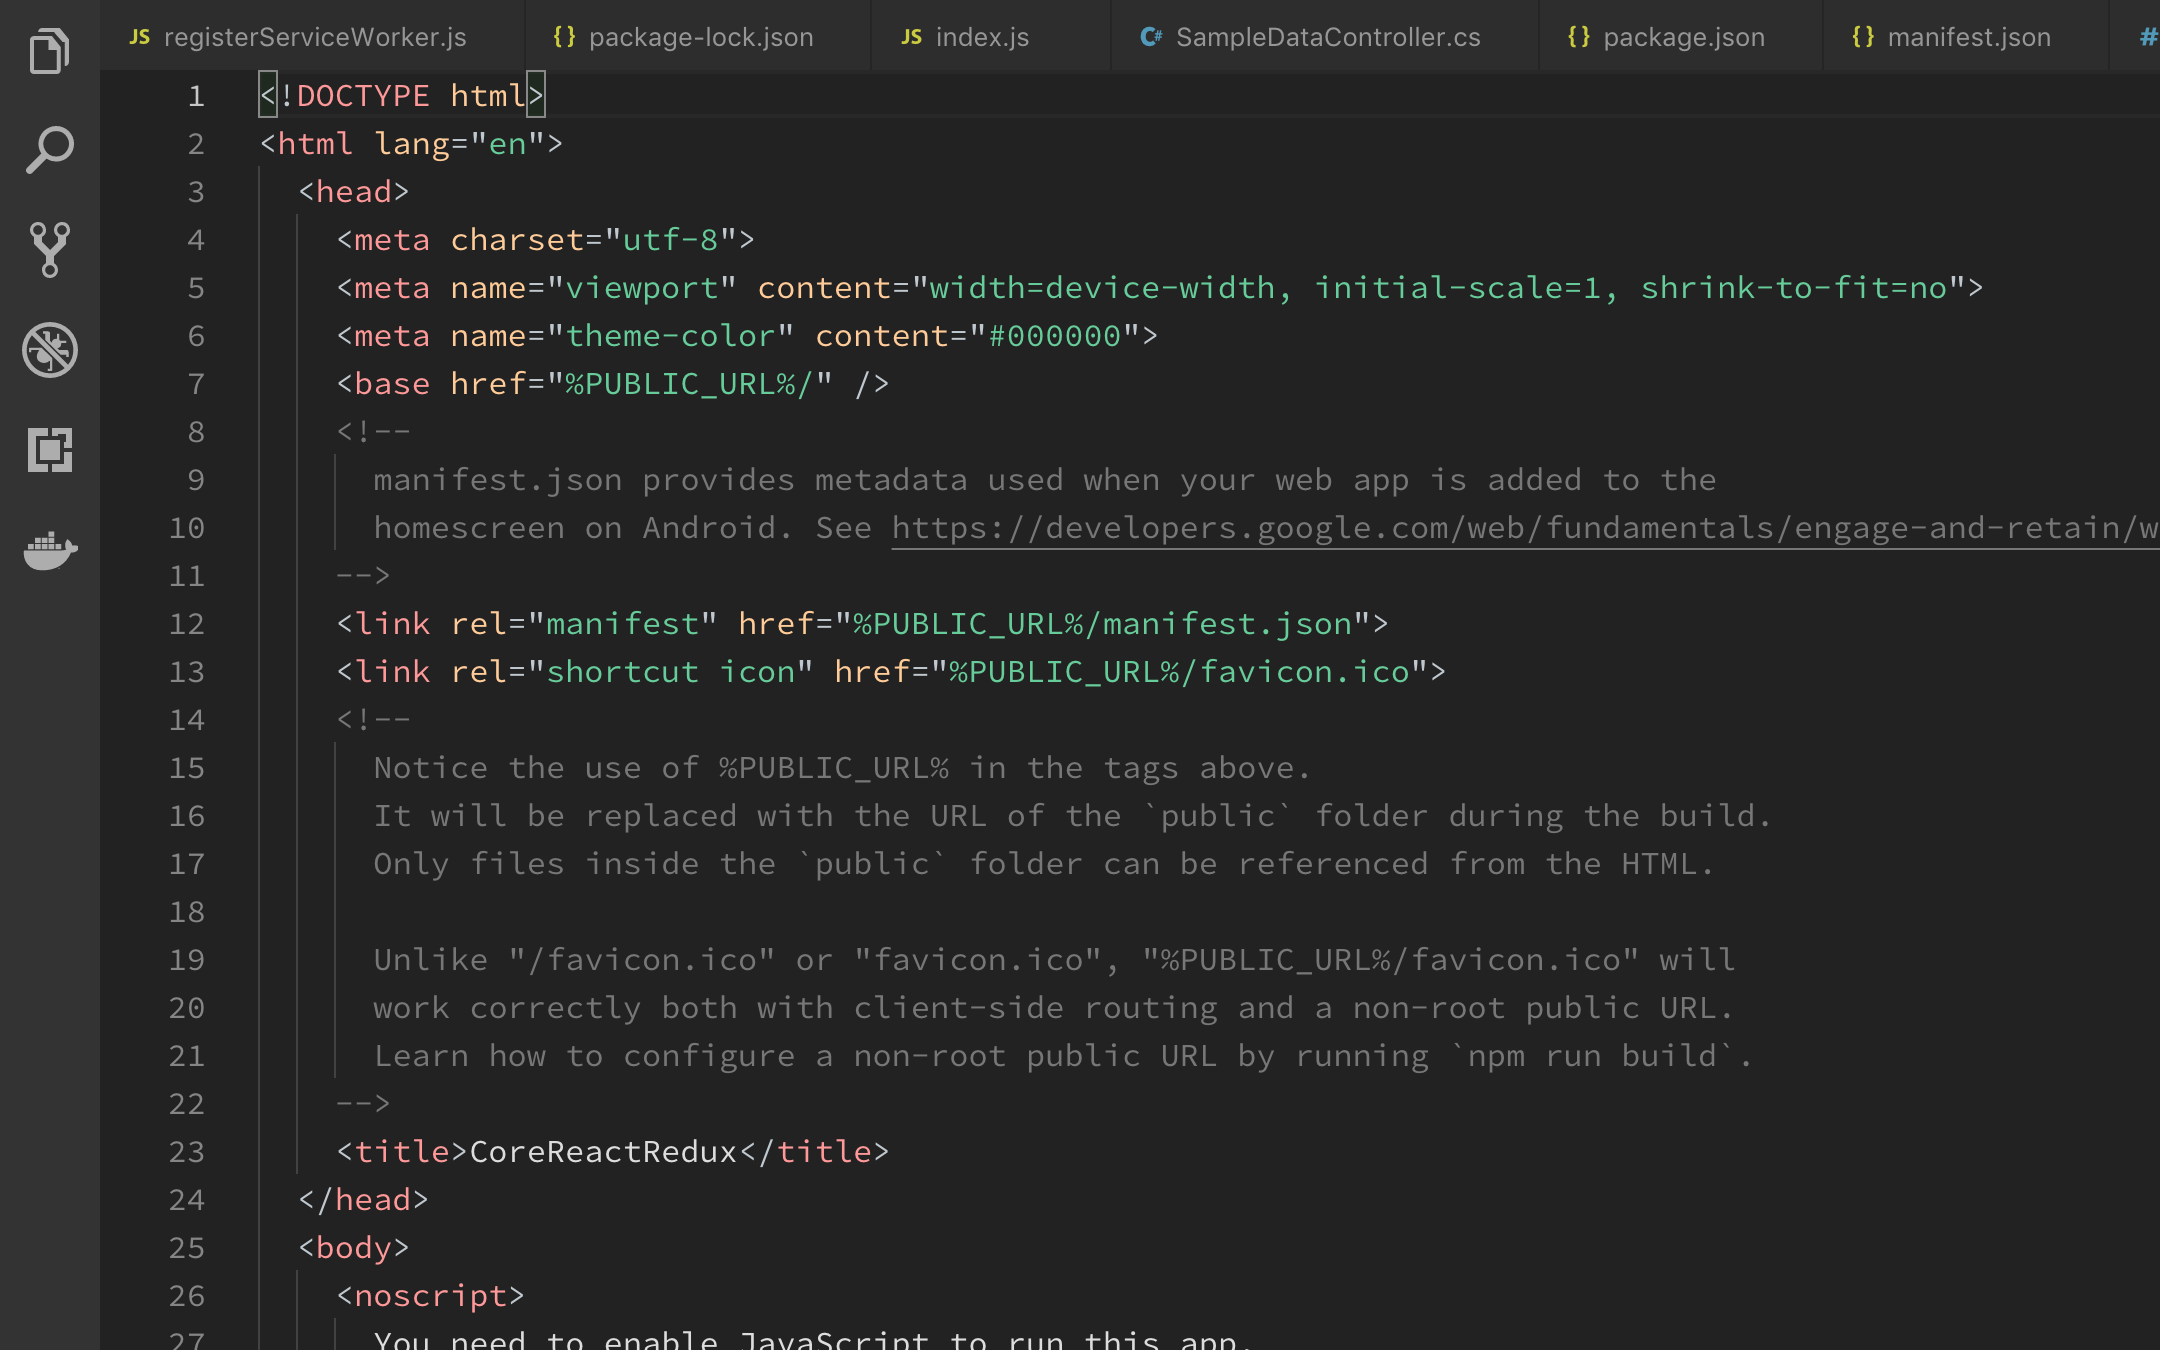 JS registerServiceWorker.js {} package-lock.json JS index.js C# SampleDataController.cs {} package.json {} manifest.json #
1 <!DOCTYPE html>
2 <html lang="en">
3 <head>
4 <meta charset="utf-8">
5 <meta name="viewport" content="width=device-width, initial-scale=1, shrink-to-fit=no">
6 <meta name="theme-color" content="#000000">
7 <base href="%PUBLIC_URL%/" />
8 <!--
9 manifest.json provides metadata used when your web app is added to the
10 homescreen on Android. See https://developers.google.com/web/fundamentals/engage-and-retain/w
11 -->
12 <link rel="manifest" href="%PUBLIC_URL%/manifest.json">
13 <link rel="shortcut icon" href="%PUBLIC_URL%/favicon.ico">
14 <!--
15 Notice the use of %PUBLIC_URL% in the tags above.
16 It will be replaced with the URL of the `public` folder during the build.
17 Only files inside the `public` folder can be referenced from the HTML.
18
19 Unlike "/favicon.ico" or "favicon.ico", "%PUBLIC_URL%/favicon.ico" will
20 work correctly both with client-side routing and a non-root public URL.
21 Learn how to configure a non-root public URL by running `npm run build`.
22 -->
23 <title>CoreReactRedux</title>
24 </head>
25 <body>
26 <noscript>
27 You need to enable JavaScript to run this app.